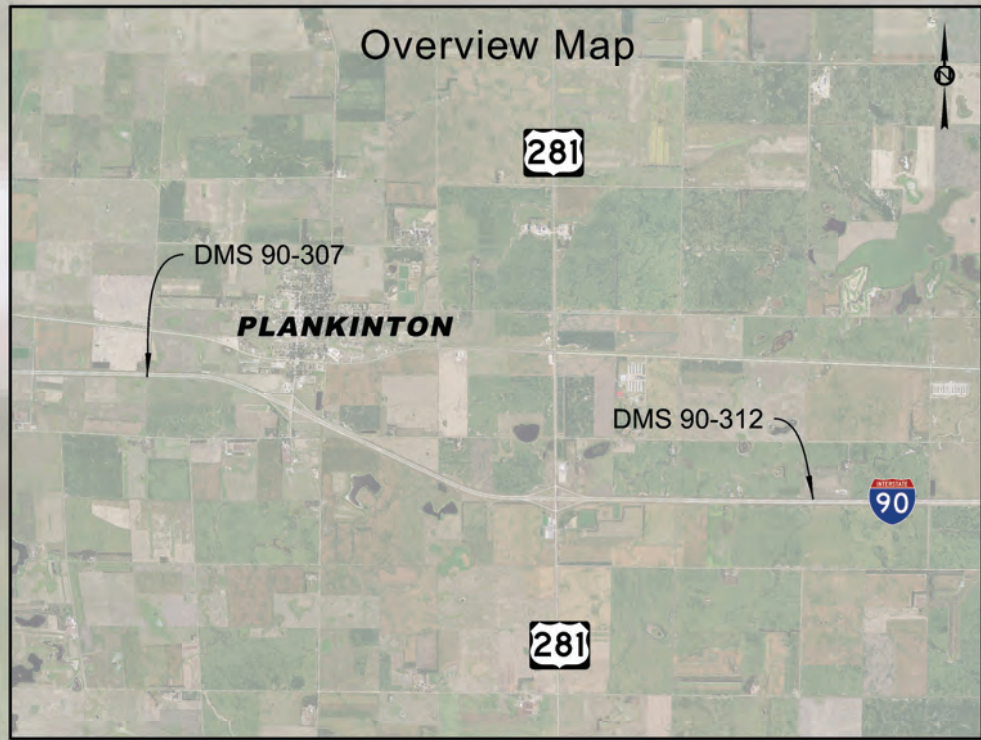 Overview Map
N
281
DMS 90-307
PLANKINTON
DMS 90-312
INTERSTATE
90
281